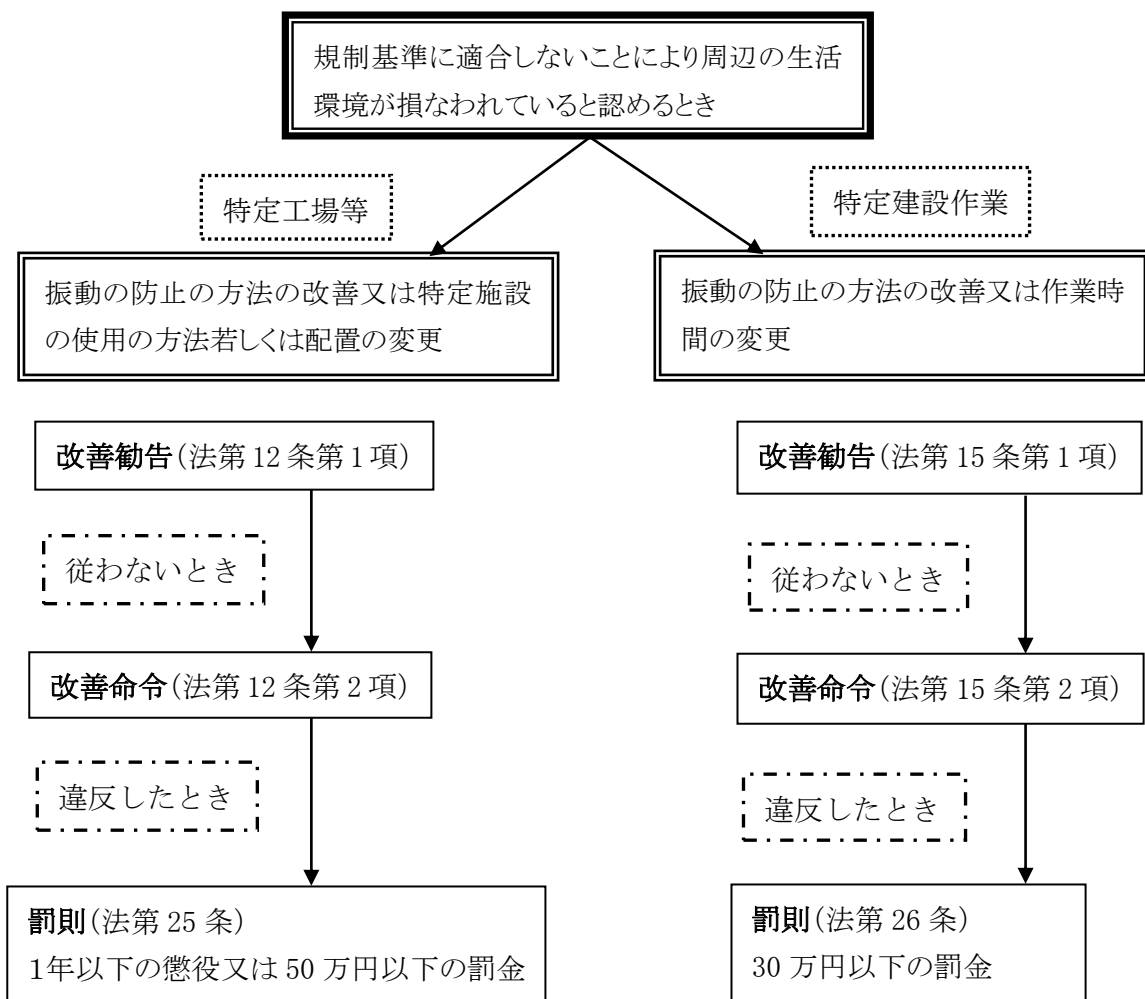 規制基準に適合しないことにより周辺の生活
環境が損なわれていると認めるとき
特定工場等
特定建設作業
振動の防止の方法の改善又は特定施設
の使用の方法若しくは配置の変更
振動の防止の方法の改善又は作業時
間の変更
改善勧告(法第12条第1項)
改善勧告(法第15条第1項)
従わないとき
従わないとき
改善命令(法第12条第2項)
改善命令(法第15条第2項)
違反したとき
違反したとき
罰則(法第25条)
1年以下の懲役又は50万円以下の罰金
罰則(法第26条)
30万円以下の罰金